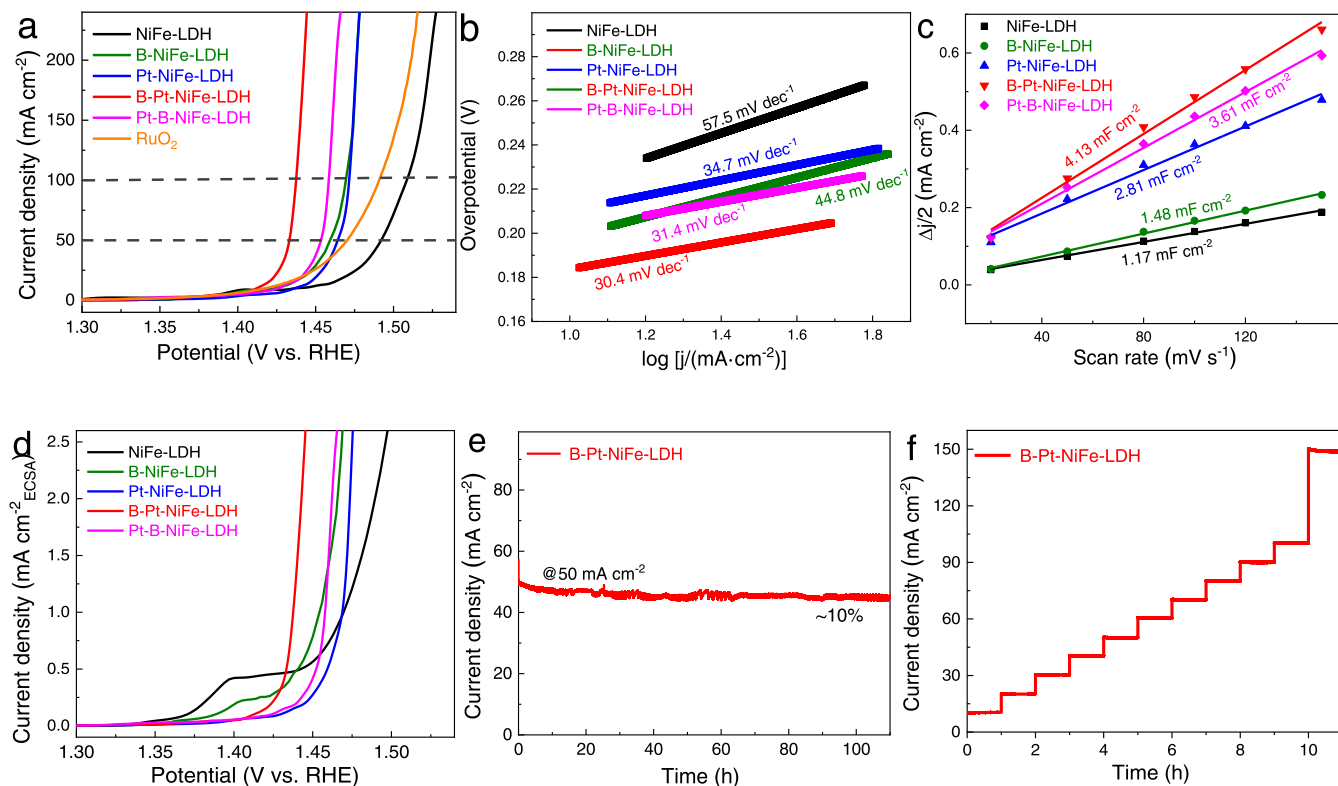 a
NiFe-LDH
B-NiFe-LDH
Pt-NiFe-LDH
B-Pt-NiFe-LDH
Pt-B-NiFe-LDH
RuO₂
Current density (mA cm⁻²)
200
150
100
50
0
1.30 1.35 1.40 1.45 1.50
Potential (V vs. RHE)
b
NiFe-LDH
B-NiFe-LDH
Pt-NiFe-LDH
B-Pt-NiFe-LDH
Pt-B-NiFe-LDH
57.5 mV dec⁻¹
34.7 mV dec⁻¹
44.8 mV dec⁻¹
31.4 mV dec⁻¹
30.4 mV dec⁻¹
Overpotential (V)
0.28
0.26
0.24
0.22
0.20
0.18
0.16
1.0 1.2 1.4 1.6 1.8
log [j/(mA·cm⁻²)]
c
NiFe-LDH
B-NiFe-LDH
Pt-NiFe-LDH
B-Pt-NiFe-LDH
Pt-B-NiFe-LDH
4.13 mF cm⁻²
3.61 mF cm⁻²
2.81 mF cm⁻²
1.48 mF cm⁻²
1.17 mF cm⁻²
Δj/2 (mA cm⁻²)
0.6
0.4
0.2
0.0
40 80 120
Scan rate (mV s⁻¹)
d
NiFe-LDH
B-NiFe-LDH
Pt-NiFe-LDH
B-Pt-NiFe-LDH
Pt-B-NiFe-LDH
Current density (mA cm⁻²ECSA)
2.5
2.0
1.5
1.0
0.5
0.0
1.30 1.35 1.40 1.45 1.50
Potential (V vs. RHE)
e
B-Pt-NiFe-LDH
@50 mA cm⁻²
~10%
Current density (mA cm⁻²)
80
60
40
20
0
0 20 40 60 80 100
Time (h)
f
B-Pt-NiFe-LDH
Current density (mA cm⁻²)
150
120
90
60
30
0
0 2 4 6 8 10
Time (h)